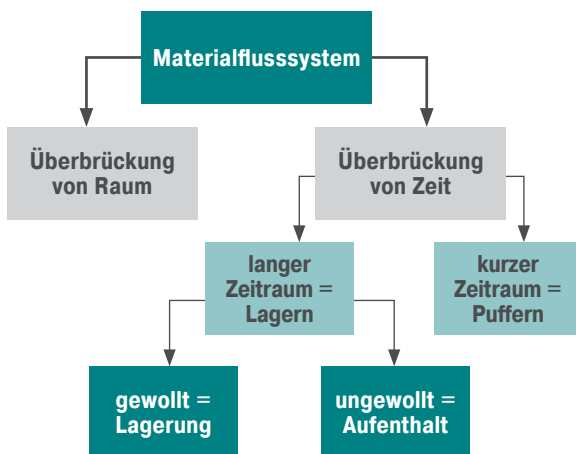 Materialflusssystem
Überbrückung
von Raum
Überbrückung
von Zeit
langer
Zeitraum =
Lagern
kurzer
Zeitraum =
Puffern
gewollt =
Lagerung
ungewollt =
Aufenthalt